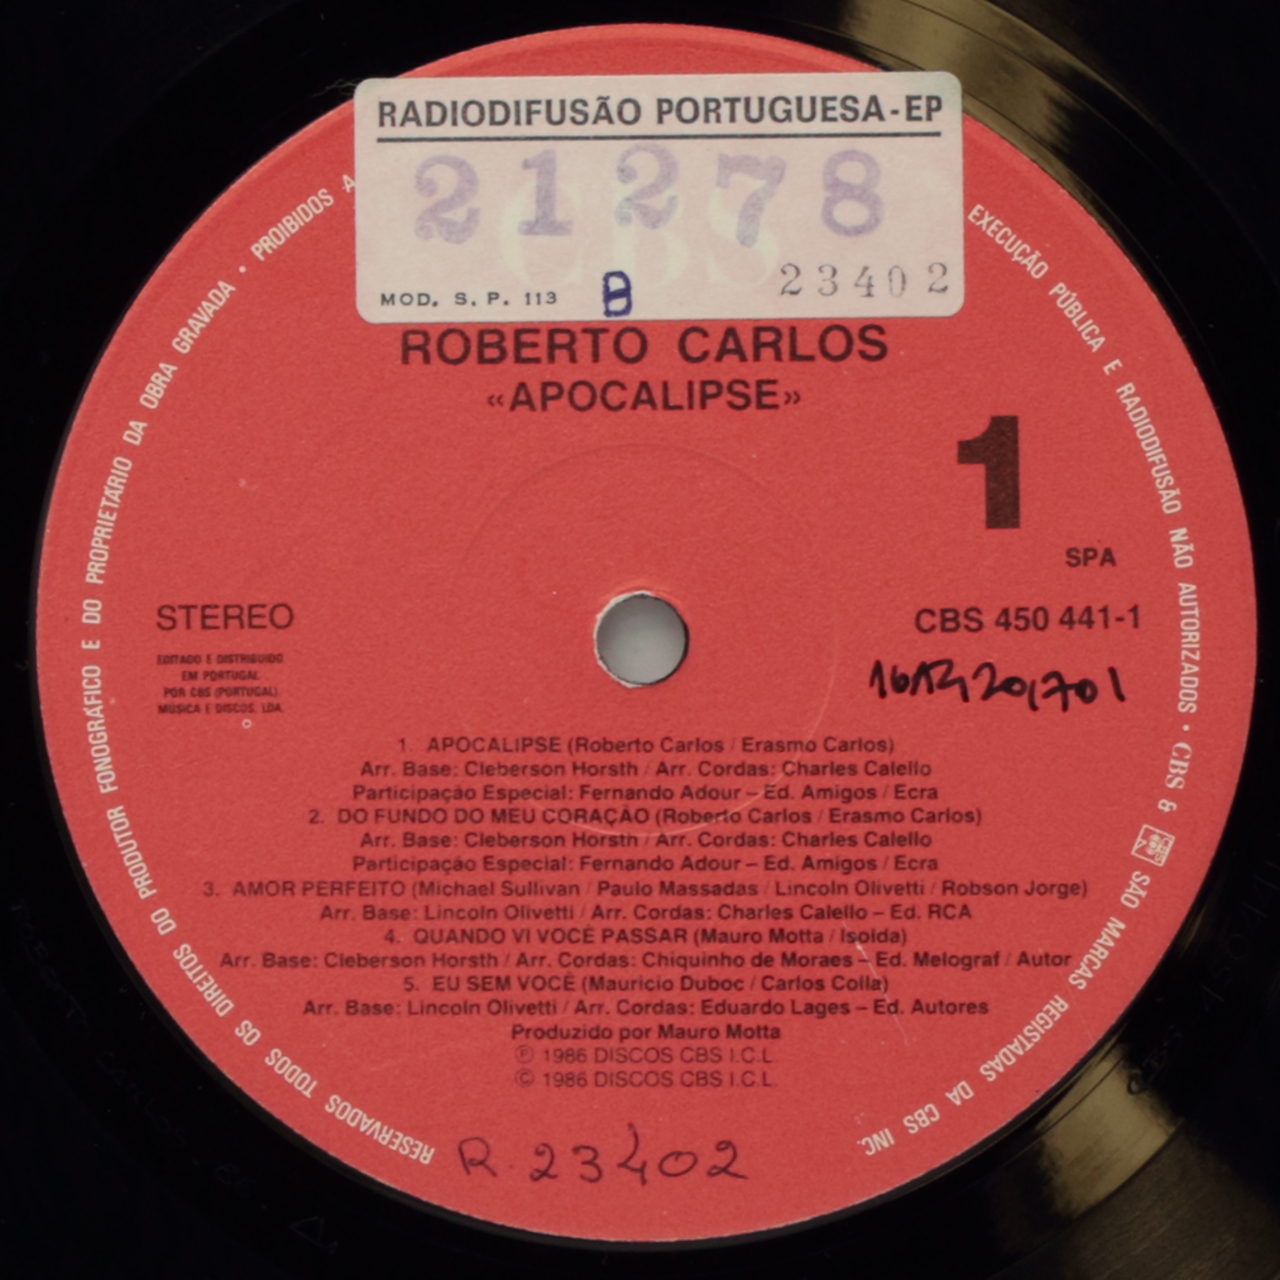 RADIODIFUSÃO PORTUGUESA-EP
21278
MOD. S. P. 113 B 23402
ROBERTO CARLOS
«APOCALIPSE»
1
SPA
STEREO
CBS 450 441-1
EDITADO E DISTRIBUIDO
EM PORTUGAL
POR CBS (PORTUGAL)
MÚSICA E DISCOS, LDA.
1. APOCALIPSE (Roberto Carlos / Erasmo Carlos)
Arr. Base: Cleberson Horsth / Arr. Cordas: Charles Calello
Participação Especial: Fernando Adour – Ed. Amigos / Ecra
2. DO FUNDO DO MEU CORAÇÃO (Roberto Carlos / Erasmo Carlos)
Arr. Base: Cleberson Horsth / Arr. Cordas: Charles Calello
Participação Especial: Fernando Adour – Ed. Amigos / Ecra
3. AMOR PERFEITO (Michael Sullivan / Paulo Massadas / Lincoln Olivetti / Robson Jorge)
Arr. Base: Lincoln Olivetti / Arr. Cordas: Charles Calello – Ed. RCA
4. QUANDO VI VOCÊ PASSAR (Mauro Motta / Isolda)
Arr. Base: Cleberson Horsth / Arr. Cordas: Chiquinho de Moraes – Ed. Melograf / Autor
5. EU SEM VOCÊ (Mauricio Duboc / Carlos Colla)
Arr. Base: Lincoln Olivetti / Arr. Cordas: Eduardo Lages – Ed. Autores
Produzido por Mauro Motta
℗ 1986 DISCOS CBS I.C.L.
© 1986 DISCOS CBS I.C.L.
R. 23402
RESERVADOS TODOS OS DIREITOS DO PRODUTOR FONOGRÁFICO E DO PROPRIETÁRIO DA OBRA GRAVADA • PROIBIDOS A
EXECUÇÃO PÚBLICA E RADIODIFUSÃO NÃO AUTORIZADOS • CBS & CBS SÃO MARCAS REGISTADAS DA CBS INC.